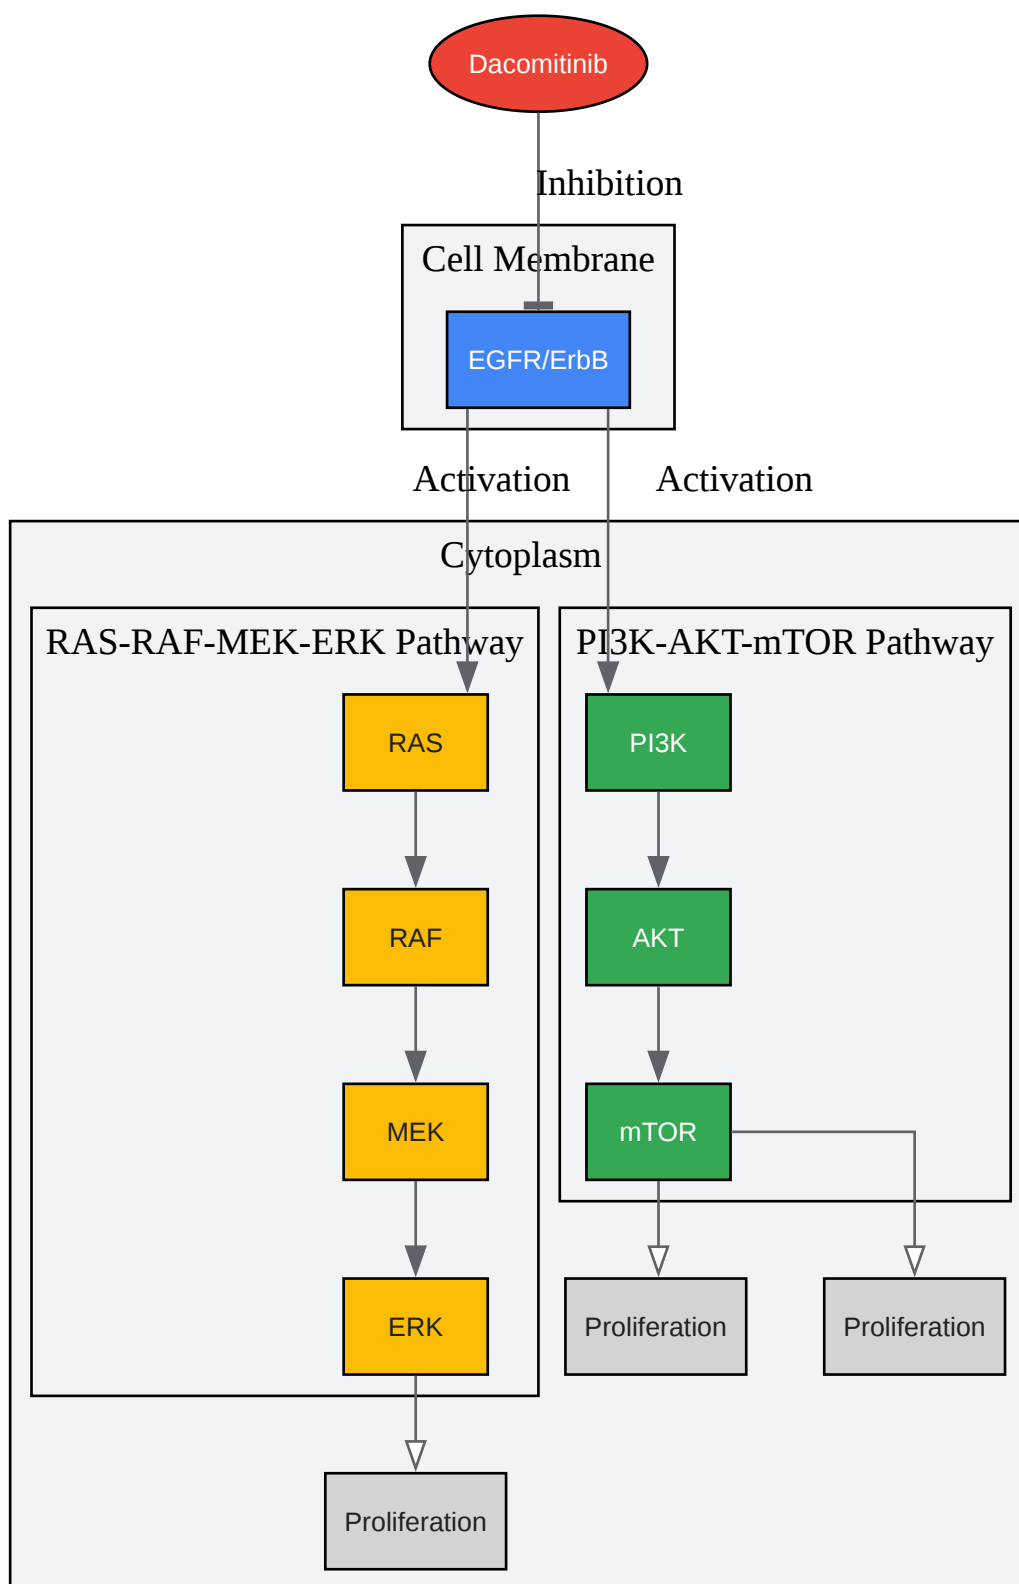 Dacomitinib
Inhibition
Cell Membrane
EGFR/ErbB
Activation
Activation
Cytoplasm
RAS-RAF-MEK-ERK Pathway
PI3K-AKT-mTOR Pathway
RAS
PI3K
RAF
AKT
MEK
mTOR
ERK
Proliferation
Proliferation
Proliferation